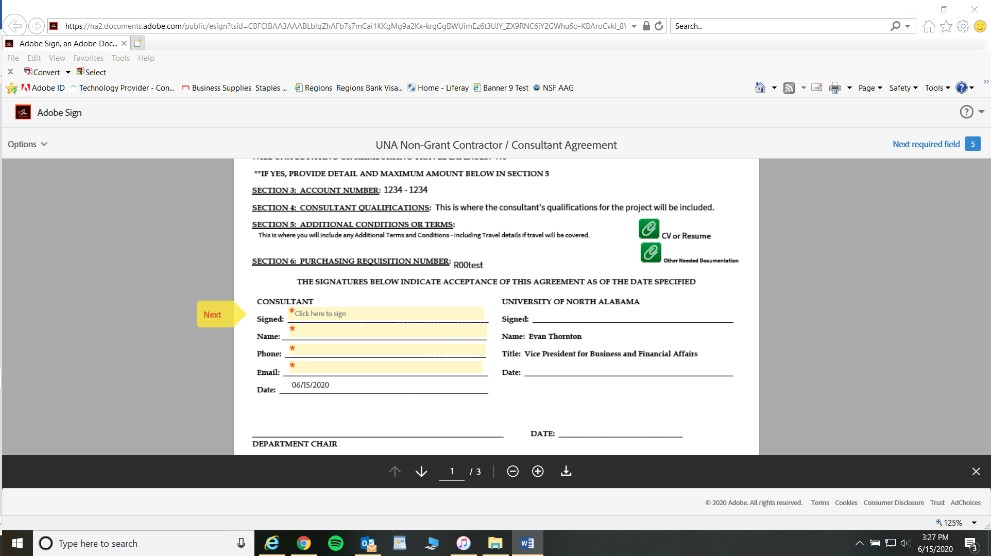 Search...
Adobe Sign, an Adobe Doc...
File Edit View Favorites Tools Help
x Convert Select
Adobe ID Technology Provider - Con... Business Supplies Staples ... Regions Regions Bank Visa... Home - Liferay Banner 9 Test NSF AAG
Page Safety Tools
Adobe Sign
Options
UNA Non-Grant Contractor / Consultant Agreement
Next required field 5
**IF YES, PROVIDE DETAIL AND MAXIMUM AMOUNT BELOW IN SECTION 5
SECTION 3: ACCOUNT NUMBER: 1234 - 1234
SECTION 4: CONSULTANT QUALIFICATIONS: This is where the consultant's qualifications for the project will be included.
SECTION 5: ADDITIONAL CONDITIONS OR TERMS:
This is where you will include any Additional Terms and Conditions - including Travel details if travel will be covered.
CV or Resume
Other Needed Documentation
SECTION 6: PURCHASING REQUISITION NUMBER: R00test
THE SIGNATURES BELOW INDICATE ACCEPTANCE OF THIS AGREEMENT AS OF THE DATE SPECIFIED
CONSULTANT UNIVERSITY OF NORTH ALABAMA
Next
Signed: *Click here to sign Signed:
Name: * Name: Evan Thornton
Phone: * Title: Vice President for Business and Financial Affairs
Email: * Date:
Date: 06/15/2020
DATE:
DEPARTMENT CHAIR
1 / 3
© 2020 Adobe. All rights reserved. Terms Cookies Consumer Disclosure Trust AdChoices
125%
Type here to search
3:27 PM
6/15/2020
3